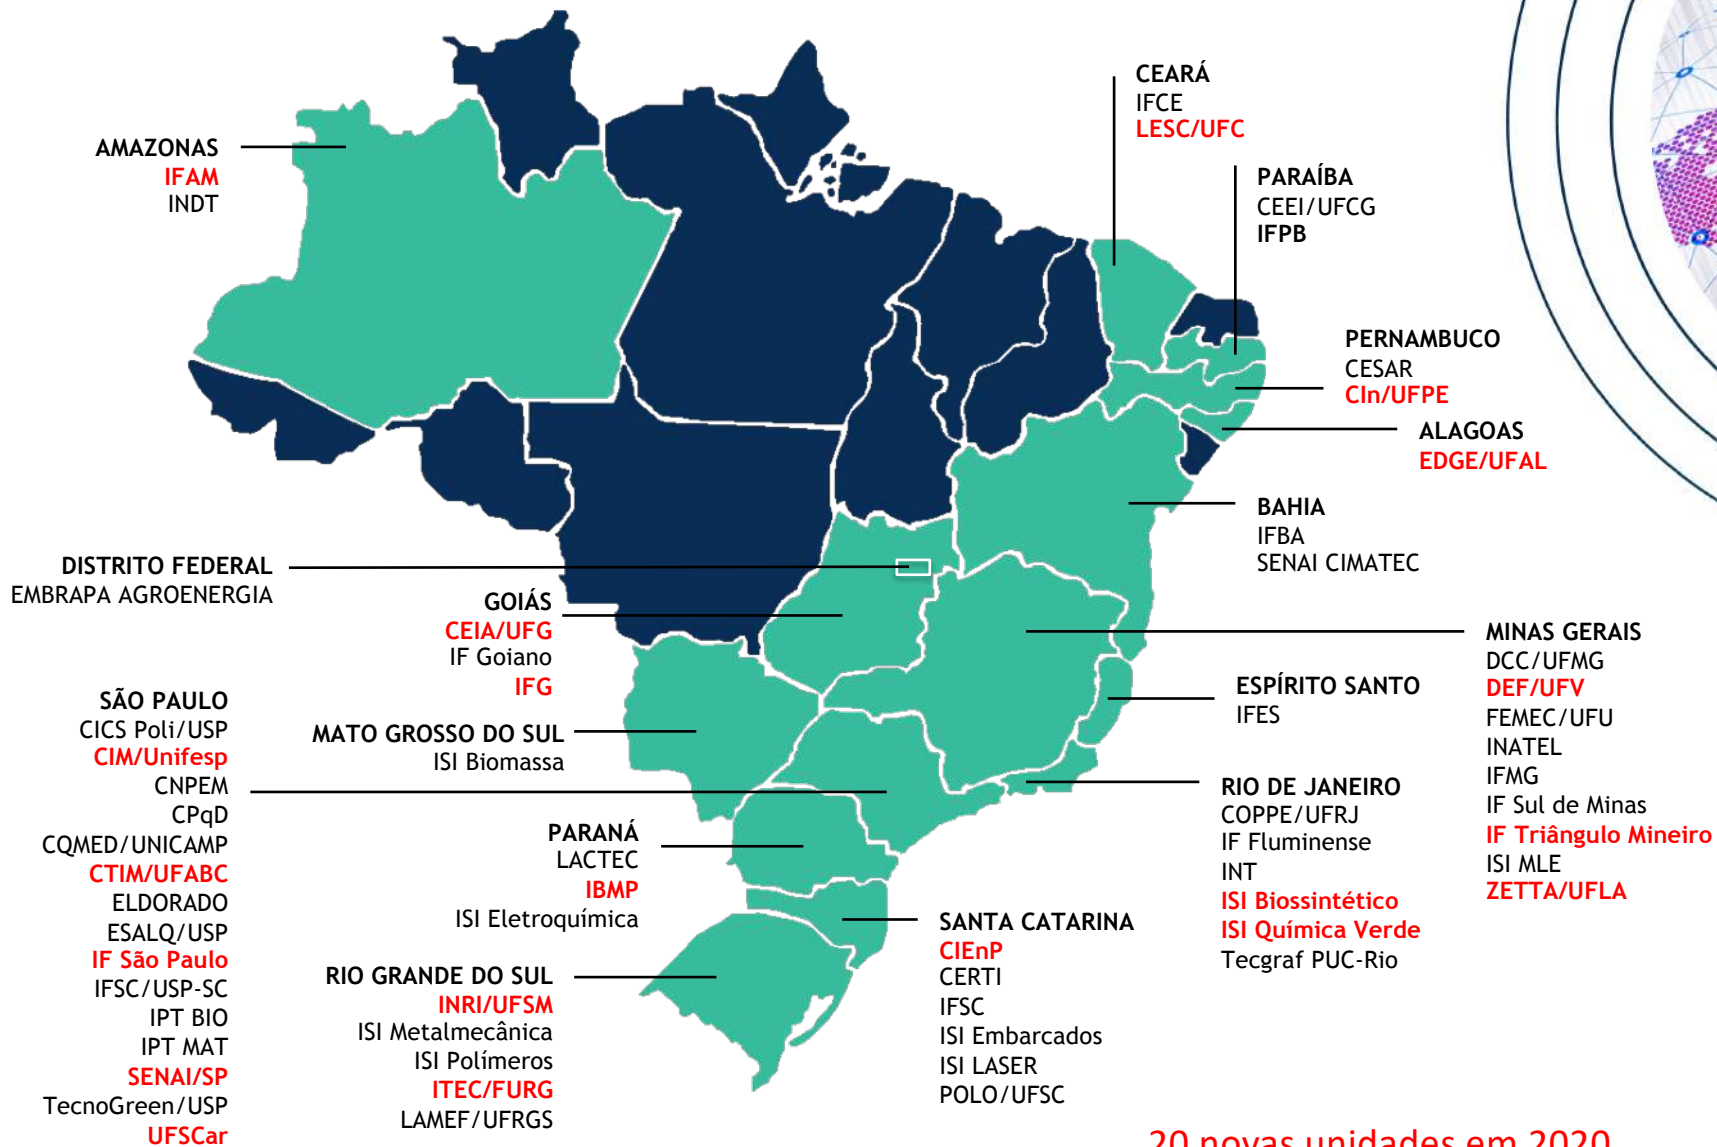 AMAZONAS
IFAM
INDT
CEARÁ
IFCE
LESC/UFC
PARAÍBA
CEEI/UFCG
IFPB
PERNAMBUCO
CESAR
CIn/UFPE
ALAGOAS
EDGE/UFAL
BAHIA
IFBA
SENAI CIMATEC
DISTRITO FEDERAL
EMBRAPA AGROENERGIA
GOIÁS
CEIA/UFG
IF Goiano
IFG
MINAS GERAIS
DCC/UFMG
DEF/UFV
FEMEC/UFU
INATEL
IFMG
IF Sul de Minas
IF Triângulo Mineiro
ISI MLE
ZETTA/UFLA
ESPÍRITO SANTO
IFES
SÃO PAULO
CICS Poli/USP
CIM/Unifesp
CNPEM
CPqD
CQMED/UNICAMP
CTIM/UFABC
ELDORADO
ESALQ/USP
IF São Paulo
IFSC/USP-SC
IPT BIO
IPT MAT
SENAI/SP
TecnoGreen/USP
UFSCar
MATO GROSSO DO SUL
ISI Biomassa
RIO DE JANEIRO
COPPE/UFRJ
IF Fluminense
INT
ISI Biossintético
ISI Química Verde
Tecgraf PUC-Rio
PARANÁ
LACTEC
IBMP
ISI Eletroquímica
SANTA CATARINA
CIEnP
CERTI
IFSC
ISI Embarcados
ISI LASER
POLO/UFSC
RIO GRANDE DO SUL
INRI/UFSM
ISI Metalmecânica
ISI Polímeros
ITEC/FURG
LAMEF/UFRGS
20 novas unidades em 2020